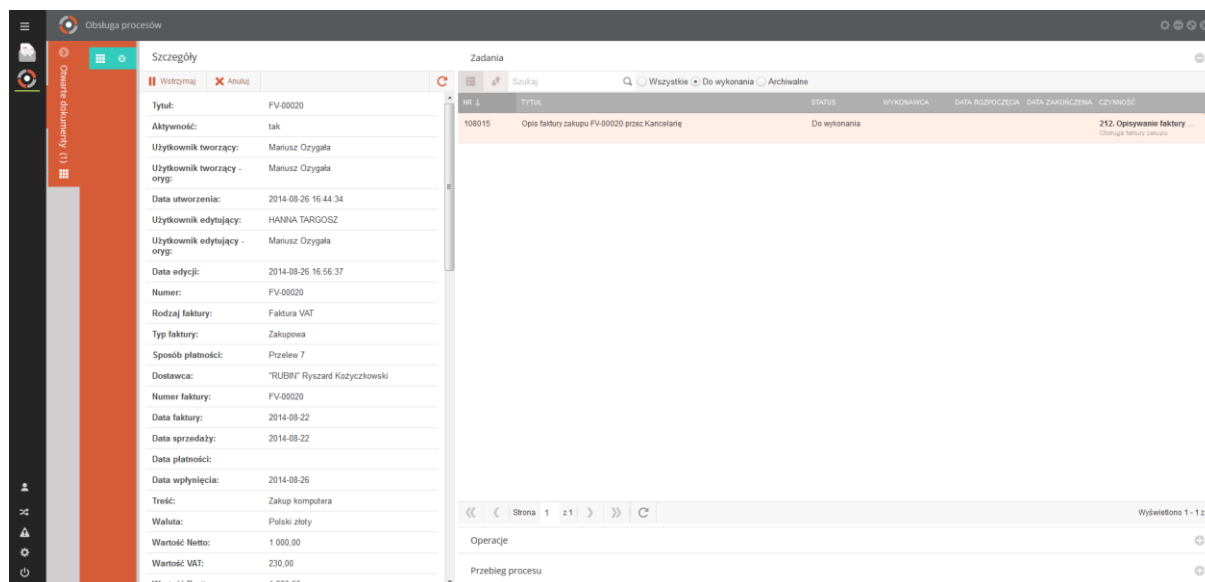 Obsługa procesów
Otwarte dokumenty (1)
Szczegóły
Wstrzymaj Anuluj
Tytuł: FV-00020
Aktywność: tak
Użytkownik tworzący: Mariusz Ozygała
Użytkownik tworzący - Mariusz Ozygała
oryg:
Data utworzenia: 2014-08-26 16:44:34
Użytkownik edytujący: HANNA TARGOSZ
Użytkownik edytujący - Mariusz Ozygała
oryg:
Data edycji: 2014-08-26 16:56:37
Numer: FV-00020
Rodzaj faktury: Faktura VAT
Typ faktury: Zakupowa
Sposób płatności: Przelew 7
Dostawca: "RUBIN" Ryszard Kożyczkowski
Numer faktury: FV-00020
Data faktury: 2014-08-22
Data sprzedaży: 2014-08-22
Data płatności:
Data wpłynięcia: 2014-08-26
Treść: Zakup komputera
Waluta: Polski złoty
Wartość Netto: 1 000,00
Wartość VAT: 230,00
Zadania
Szukaj Wszystkie Do wykonania Archiwalne
NR TYTUŁ STATUS WYKONAWCA DATA ROZPOCZĘCIA DATA ZAKOŃCZENIA CZYNNOŚĆ
108015 Opis faktury zakupu FV-00020 przez Kancelarię Do wykonania 212. Opisywanie faktury ...
Obsługa faktury zakupu
Strona 1 z 1 Wyświetlono 1 - 1 z
Operacje
Przebieg procesu